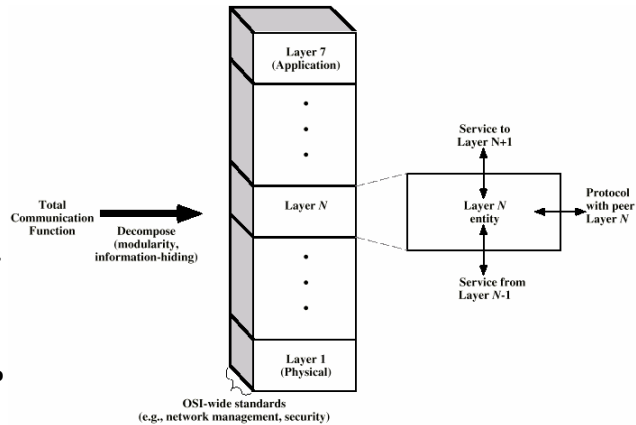 Layer 7
(Application)
Service to
Layer N+1
Total
Communication
Function
Decompose
(modularity,
information-hiding)
Layer N
Layer N
entity
Protocol
with peer
Layer N
Service from
Layer N-1
Layer 1
(Physical)
OSI-wide standards
(e.g., network management, security)